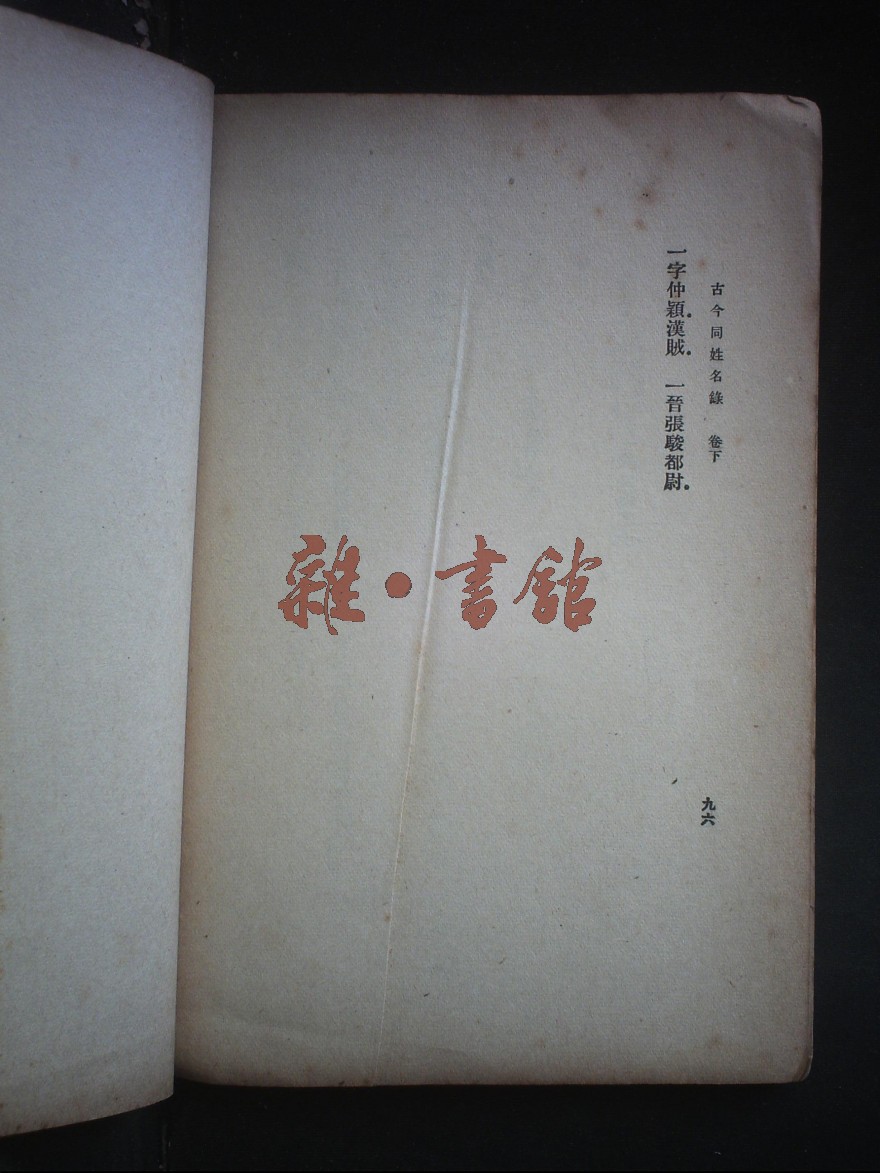 古今同姓名錄 卷下
一字仲穎．漢賊． 一晉張駿都尉．
九六
雜·書館